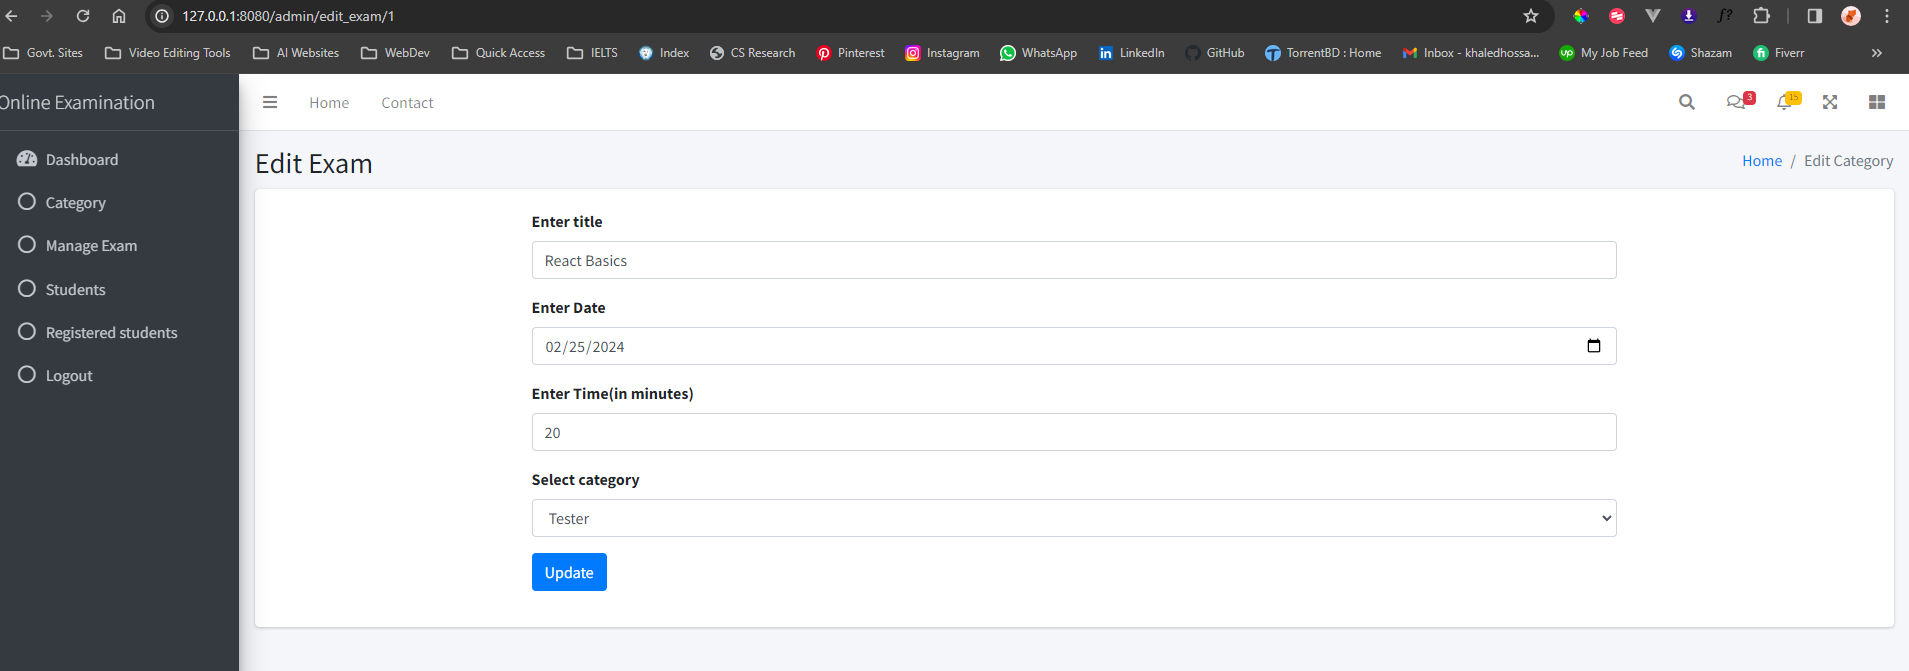 127.0.0.1:8080/admin/edit_exam/1
f?
Govt. Sites Video Editing Tools AI Websites WebDev Quick Access IELTS Index CS Research Pinterest Instagram WhatsApp LinkedIn GitHub TorrentBD : Home Inbox - khaledhossa... up My Job Feed Shazam fi Fiverr »
Online Examination
Home Contact
3
15
Dashboard
Category
Manage Exam
Students
Registered students
Logout
Edit Exam
Home / Edit Category
Enter title
React Basics
Enter Date
02/25/2024
Enter Time(in minutes)
20
Select category
Tester
Update